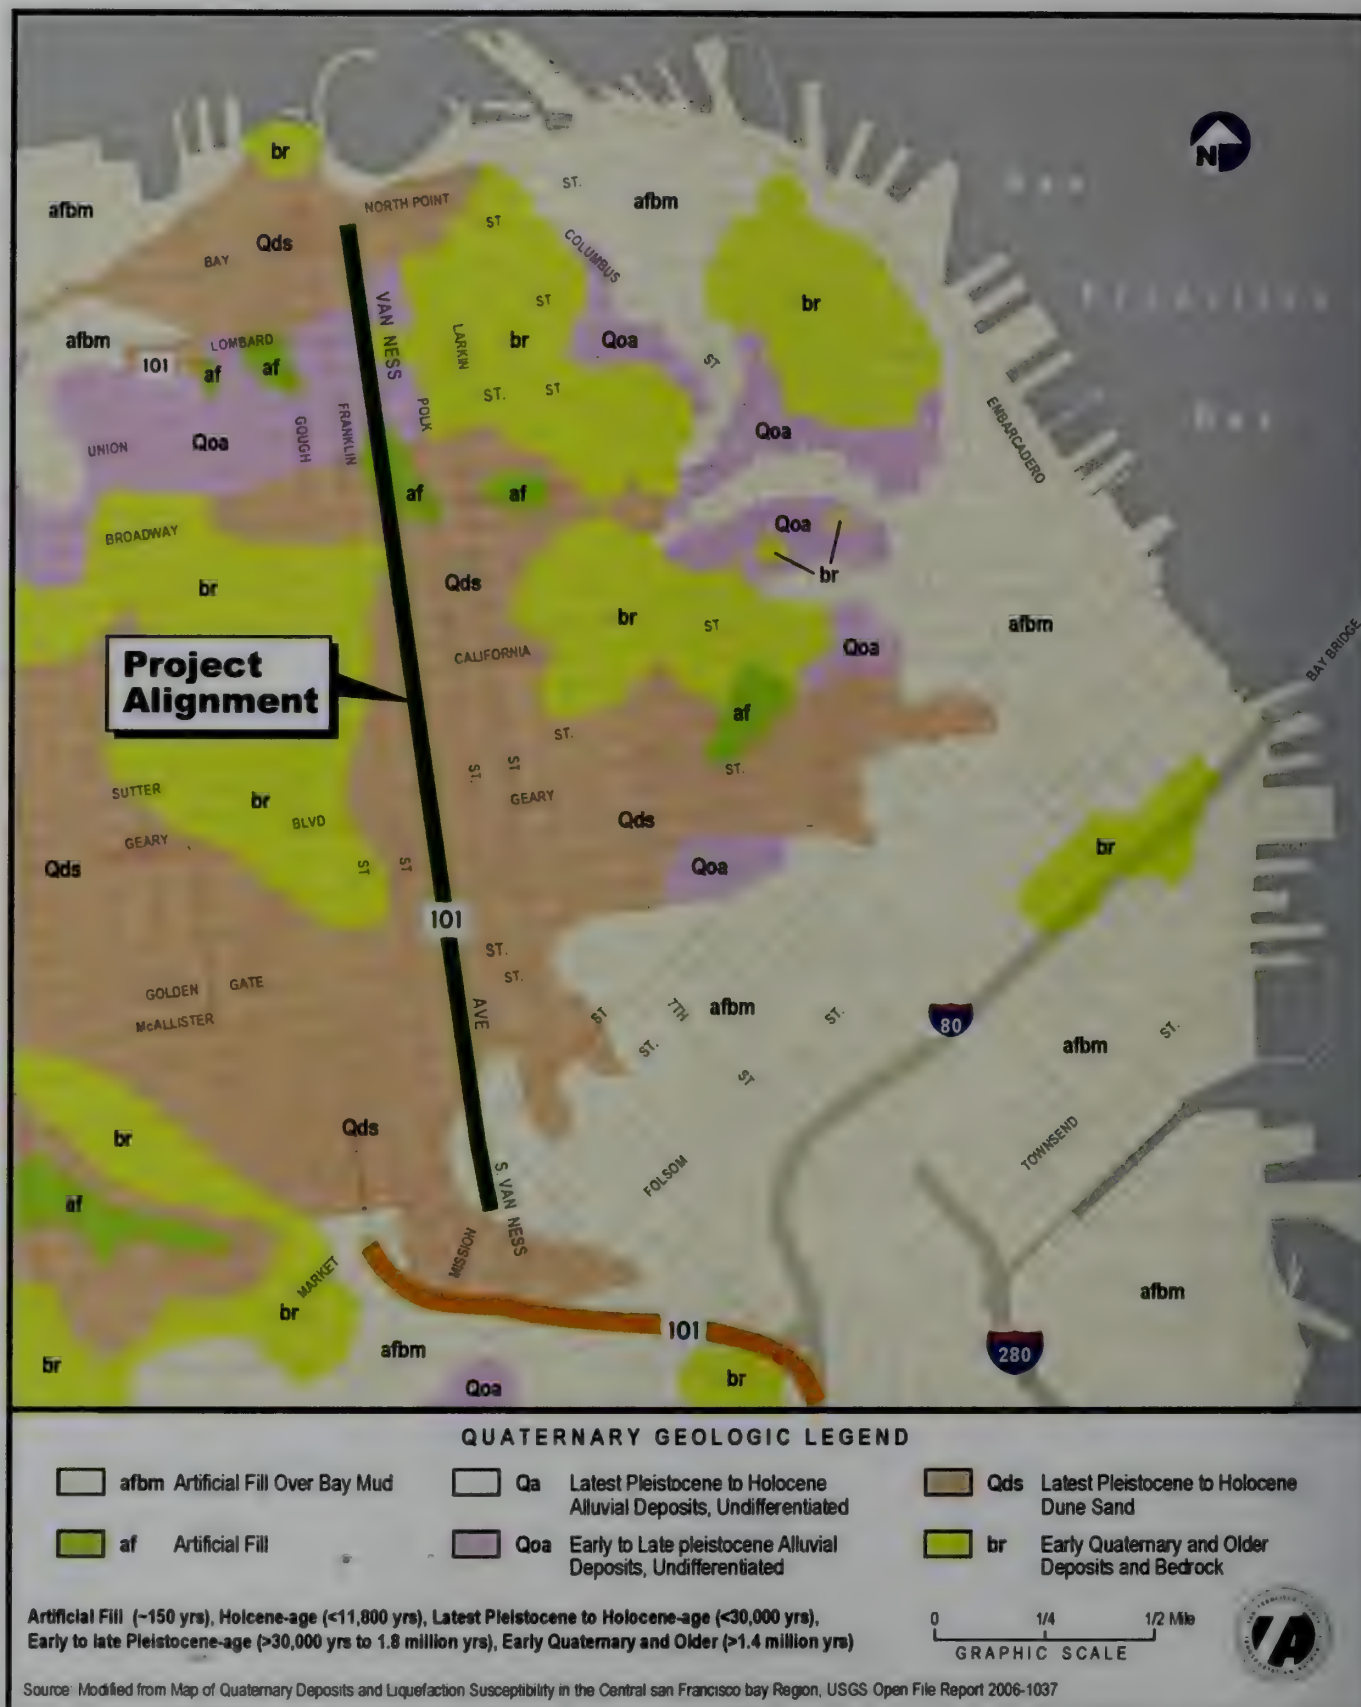 br
afbm
ST.
afbm
NORTH POINT
ST
Qds
BAY
COLUMBUS
San
Francisco
Bay
VAN NESS
ST
br
afbm
LOMBARD
101
af
af
LARKIN
br
Qoa
ST
ST.
ST
POLK
FRANKLIN
GOUGH
UNION
Qoa
Qoa
EMBARCADERO
af
af
BROADWAY
Qoa
br
br
Qds
br
ST
afbm
Qoa
CALIFORNIA
BAY BRIDGE
Project
Alignment
af
ST.
ST.
ST
ST.
SUTTER
br
GEARY
BLVD
Qds
GEARY
br
Qds
ST
ST
Qoa
101
ST.
ST.
GOLDEN GATE
McALLISTER
AVE
ST
7TH
afbm
ST.
80
ST.
ST
afbm
ST.
Qds
br
TOWNSEND
FOLSOM
af
S. VAN NESS
MISSION
MARKET
br
afbm
101
afbm
280
br
Qoa
br
QUATERNARY GEOLOGIC LEGEND
afbm Artificial Fill Over Bay Mud
af Artificial Fill
Qa Latest Pleistocene to Holocene
Alluvial Deposits, Undifferentiated
Qoa Early to Late pleistocene Alluvial
Deposits, Undifferentiated
Qds Latest Pleistocene to Holocene
Dune Sand
br Early Quaternary and Older
Deposits and Bedrock
Artificial Fill (~150 yrs), Holcene-age (<11,800 yrs), Latest Pleistocene to Holocene-age (<30,000 yrs),
Early to late Pleistocene-age (>30,000 yrs to 1.8 million yrs), Early Quaternary and Older (>1.4 million yrs)
0 1/4 1/2 Mile
GRAPHIC SCALE
Source: Modified from Map of Quaternary Deposits and Liquefaction Susceptibility in the Central san Francisco bay Region, USGS Open File Report 2006-1037
N